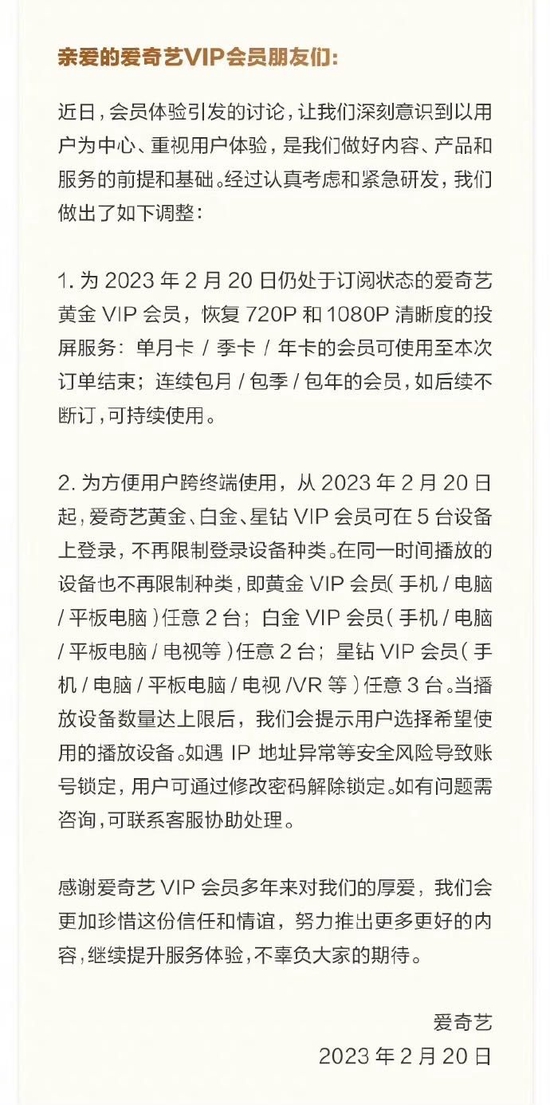 亲爱的爱奇艺VIP会员朋友们：
近日，会员体验引发的讨论，让我们深刻意识到以用
户为中心、重视用户体验，是我们做好内容、产品和
服务的前提和基础。经过认真考虑和紧急研发，我们
做出了如下调整：
1. 为 2023 年 2 月 20 日仍处于订阅状态的爱奇艺
黄金 VIP 会员，恢复 720P 和 1080P 清晰度的投
屏服务：单月卡 / 季卡 / 年卡的会员可使用至本次
订单结束；连续包月 / 包季 / 包年的会员，如后续不
断订，可持续使用。
2. 为方便用户跨终端使用，从 2023 年 2 月 20 日
起，爱奇艺黄金、白金、星钻 VIP 会员可在 5 台设备
上登录，不再限制登录设备种类。在同一时间播放的
设备也不再限制种类，即黄金 VIP 会员（手机 / 电脑
/ 平板电脑）任意 2 台；白金 VIP 会员（手机 / 电脑
/ 平板电脑 / 电视等）任意 2 台；星钻 VIP 会员（手
机 / 电脑 / 平板电脑 / 电视 /VR 等）任意 3 台。当播
放设备数量达上限后，我们会提示用户选择希望使
用的播放设备。如遇 IP 地址异常等安全风险导致账
号锁定，用户可通过修改密码解除锁定。如有问题需
咨询，可联系客服协助处理。
感谢爱奇艺 VIP 会员多年来对我们的厚爱，我们会
更加珍惜这份信任和情谊，努力推出更多更好的内
容，继续提升服务体验，不辜负大家的期待。
爱奇艺
2023 年 2 月 20 日